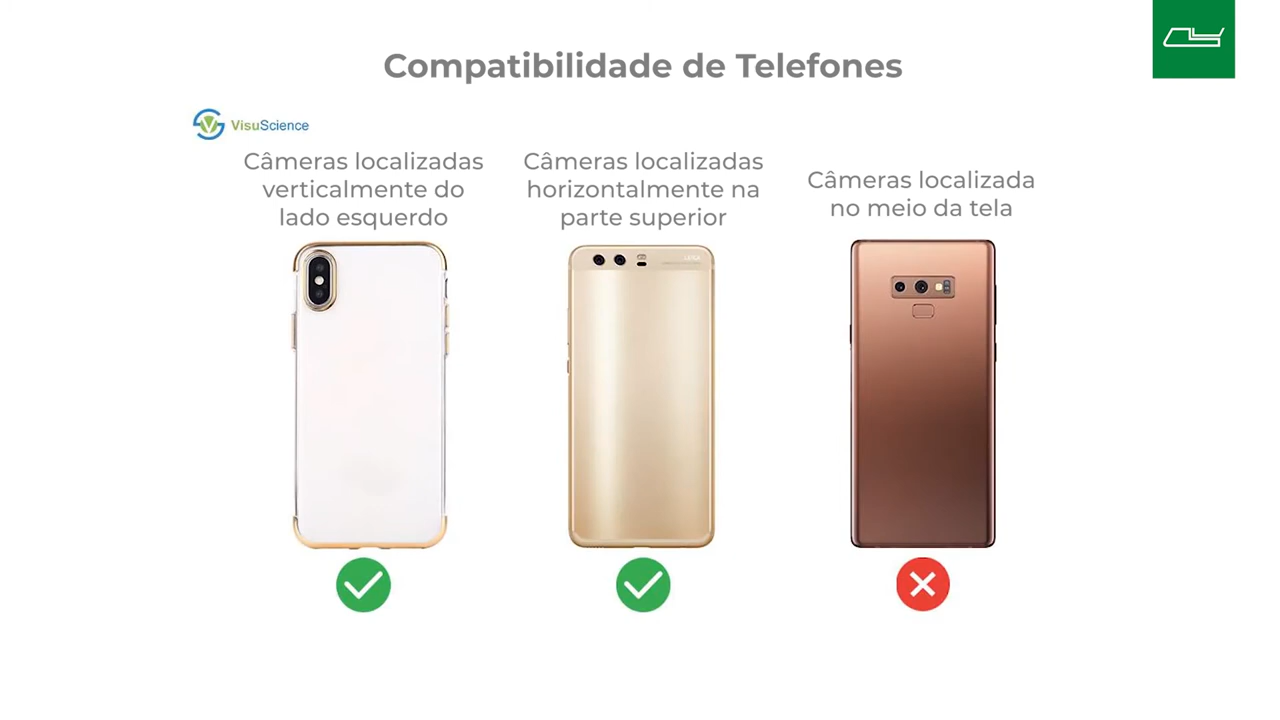 Compatibilidade de Telefones
VisuScience
Câmeras localizadas
verticalmente do
lado esquerdo
Câmeras localizadas
horizontalmente na
parte superior
Câmeras localizada
no meio da tela